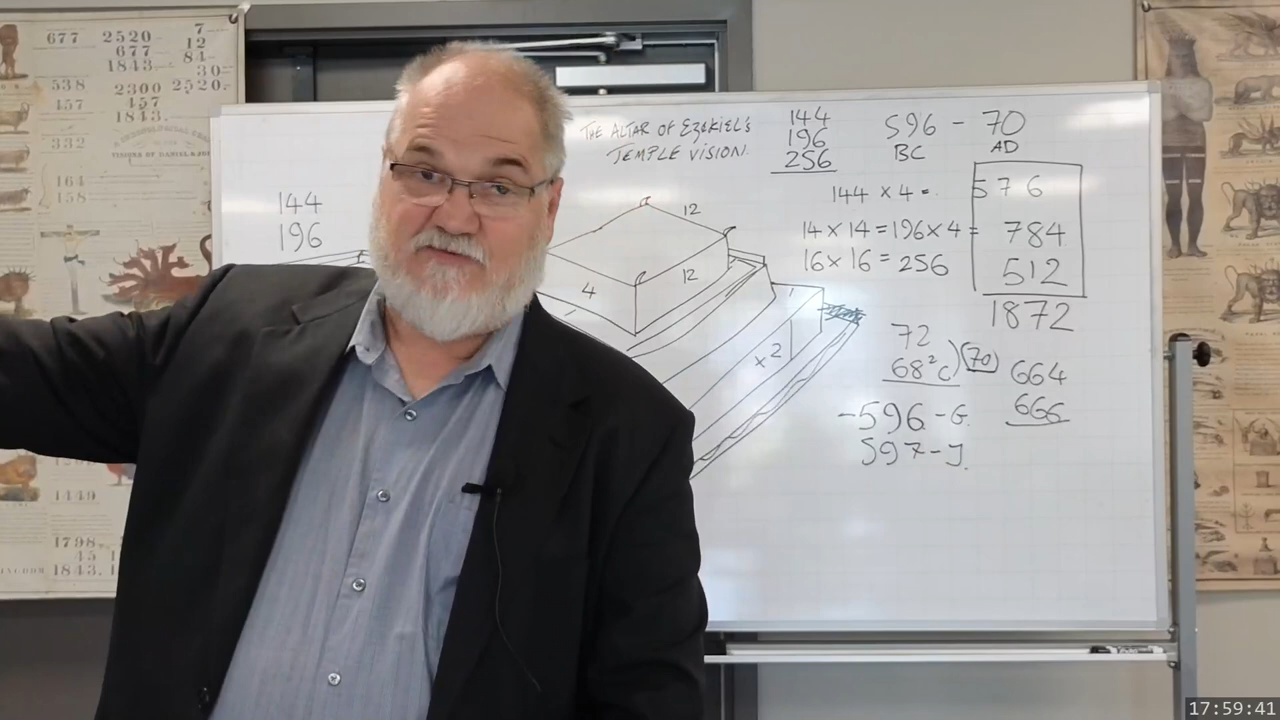 677 2520 7
677 12
1843. 84
30
538 2300 2520.
457 457
1843.
332
164
158
1449
1798.
45
1843.
144
196
THE ALTAR OF EZEKIEL'S
TEMPLE VISION.
12
12
4
x2
144
196
256
596 - 70
BC AD
144 x 4 = 576
14 x 14 = 196 x 4 = 784
16 x 16 = 256 512
1872
72
68²C) (70)
-596 - G.
597 - J.
664
666
17:59:41